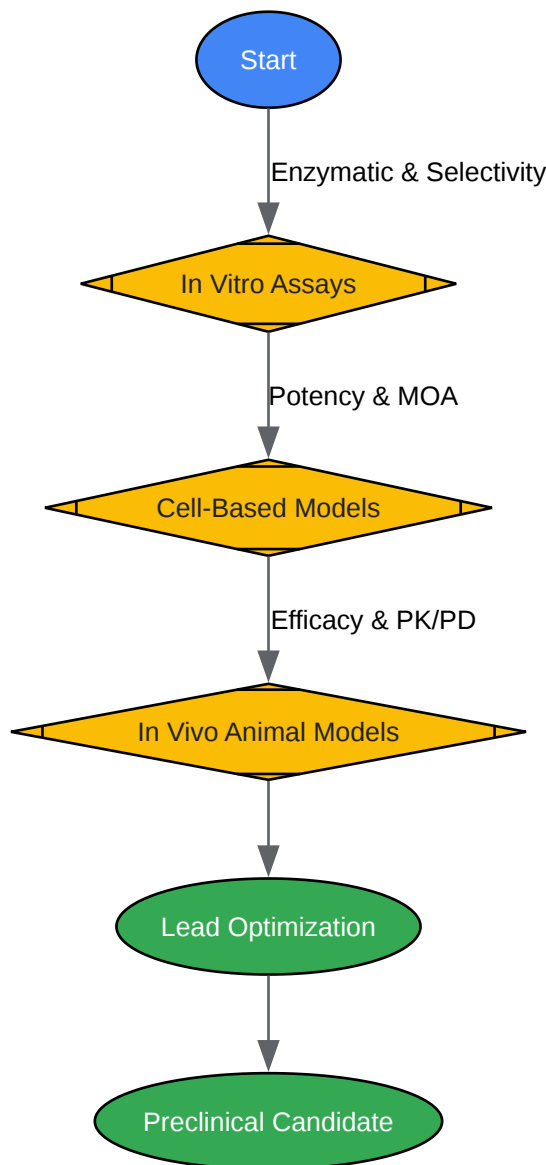 Start
Enzymatic & Selectivity
In Vitro Assays
Potency & MOA
Cell-Based Models
Efficacy & PK/PD
In Vivo Animal Models
Lead Optimization
Preclinical Candidate